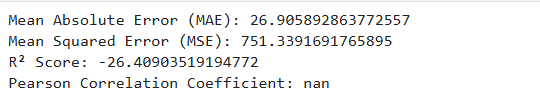 Mean Absolute Error (MAE): 26.905892863772557
Mean Squared Error (MSE): 751.3391691765895
R² Score: -26.40903519194772
Pearson Correlation Coefficient: nan